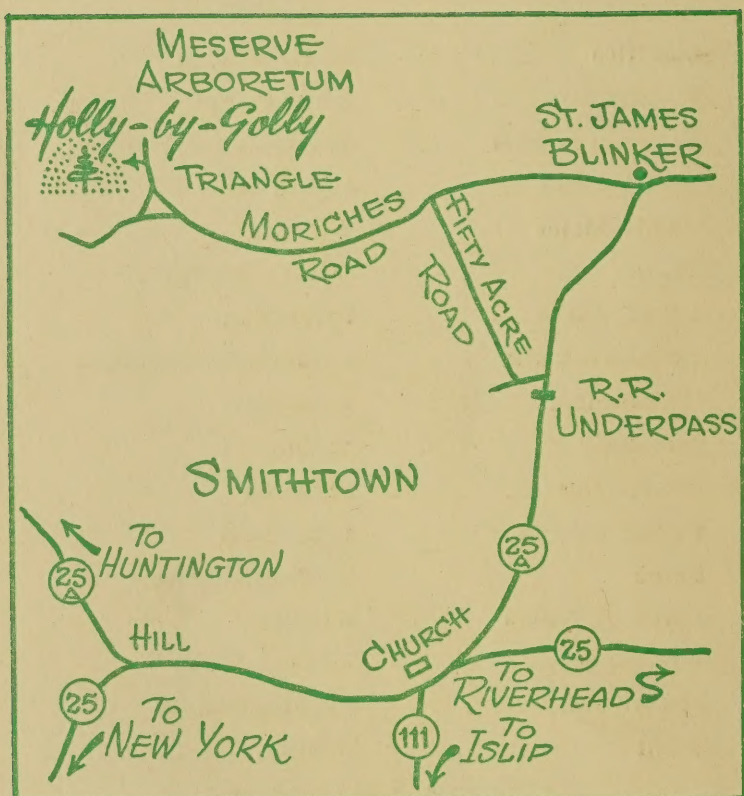 MESERVE
ARBORETUM
Holly-by-Golly
ST. JAMES
BLINKER
TRIANGLE
MORICHES
ROAD
FIFTY ACRE
ROAD
R.R.
UNDERPASS
SMITHTOWN
TO
HUNTINGTON
25
A
25
A
HILL
CHURCH
25
TO
RIVERHEADS
25
TO
NEW YORK
111
TO
ISLIP